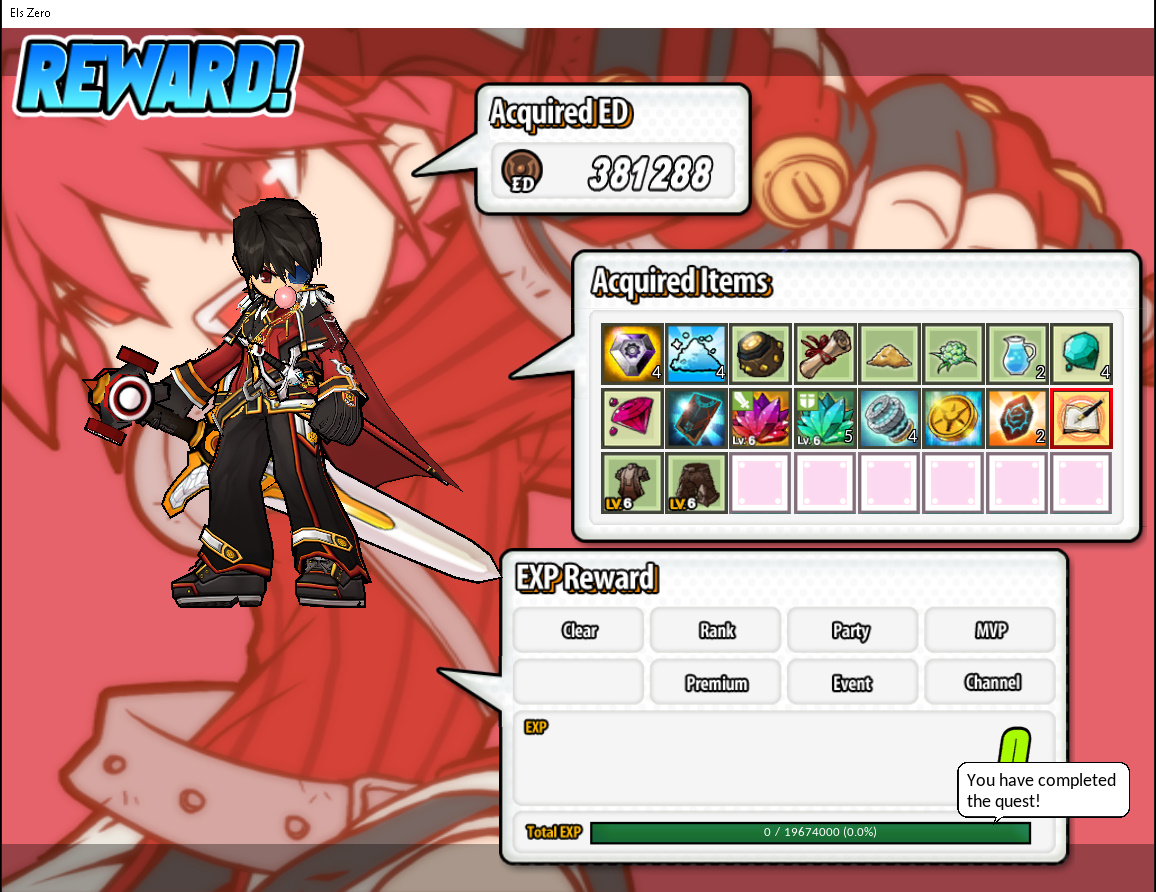 Els Zero
REWARD!
Acquired ED
ED
381288
Acquired Items
4
4
2
4
Lv.6
Lv.6
5
4
2
LV.6
LV.6
EXP Reward
Clear
Rank
Party
MVP
Premium
Event
Channel
EXP
0
You have completed
the quest!
Total EXP
0 / 19674000 (0.0%)